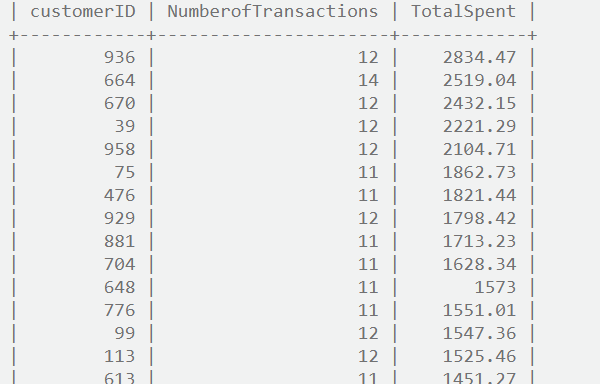 | customerID | NumberofTransactions | TotalSpent |
+------------+----------------------+------------+
|        936 |                   12 |    2834.47 |
|        664 |                   14 |    2519.04 |
|        670 |                   12 |    2432.15 |
|         39 |                   12 |    2221.29 |
|        958 |                   12 |    2104.71 |
|         75 |                   11 |    1862.73 |
|        476 |                   11 |    1821.44 |
|        929 |                   12 |    1798.42 |
|        881 |                   11 |    1713.23 |
|        704 |                   11 |    1628.34 |
|        648 |                   11 |       1573 |
|        776 |                   11 |    1551.01 |
|         99 |                   12 |    1547.36 |
|        113 |                   12 |    1525.46 |
|        613 |                   11 |    1451.27 |